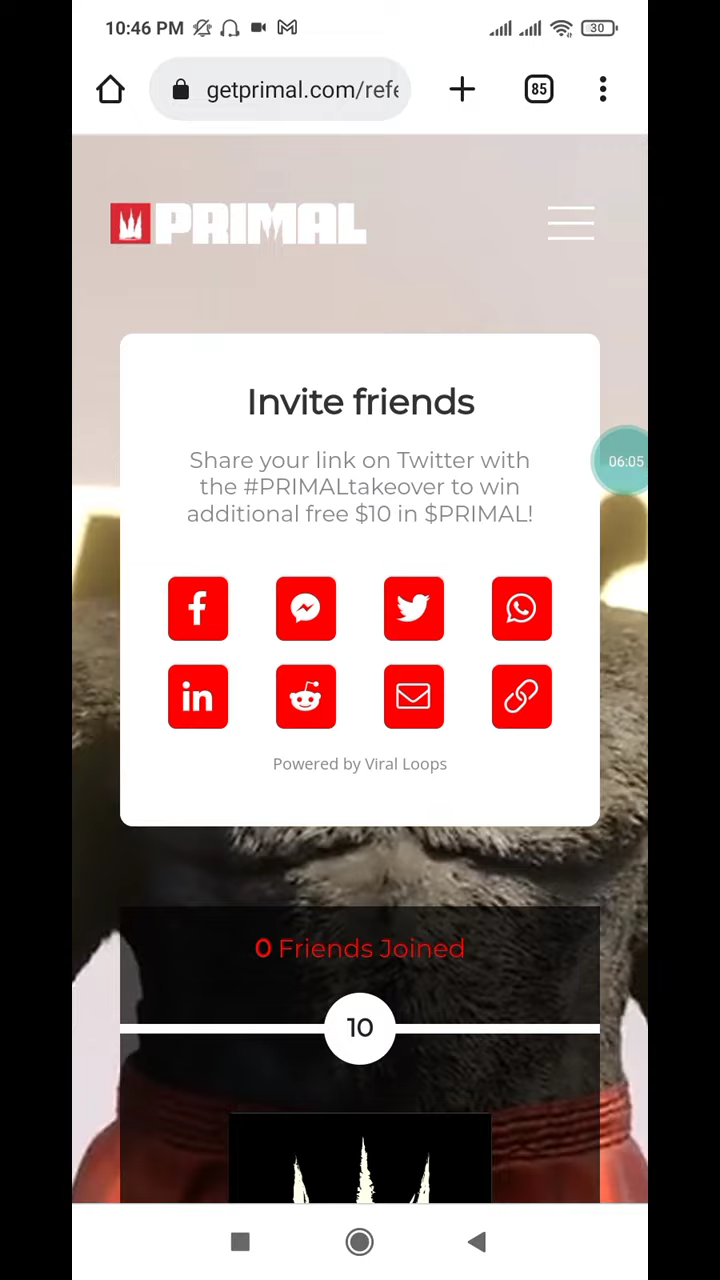 10:46 PM
30
getprimal.com/refe
85
PRIMAL
Invite friends
Share your link on Twitter with
the #PRIMALtakeover to win
additional free $10 in $PRIMAL!
06:05
Powered by Viral Loops
0 Friends Joined
10